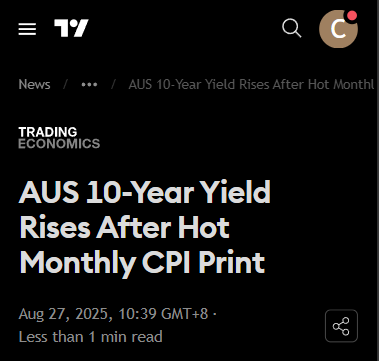 C
News / ••• / AUS 10-Year Yield Rises After Hot Monthl
TRADING
ECONOMICS
AUS 10-Year Yield
Rises After Hot
Monthly CPI Print
Aug 27, 2025, 10:39 GMT+8 ·
Less than 1 min read